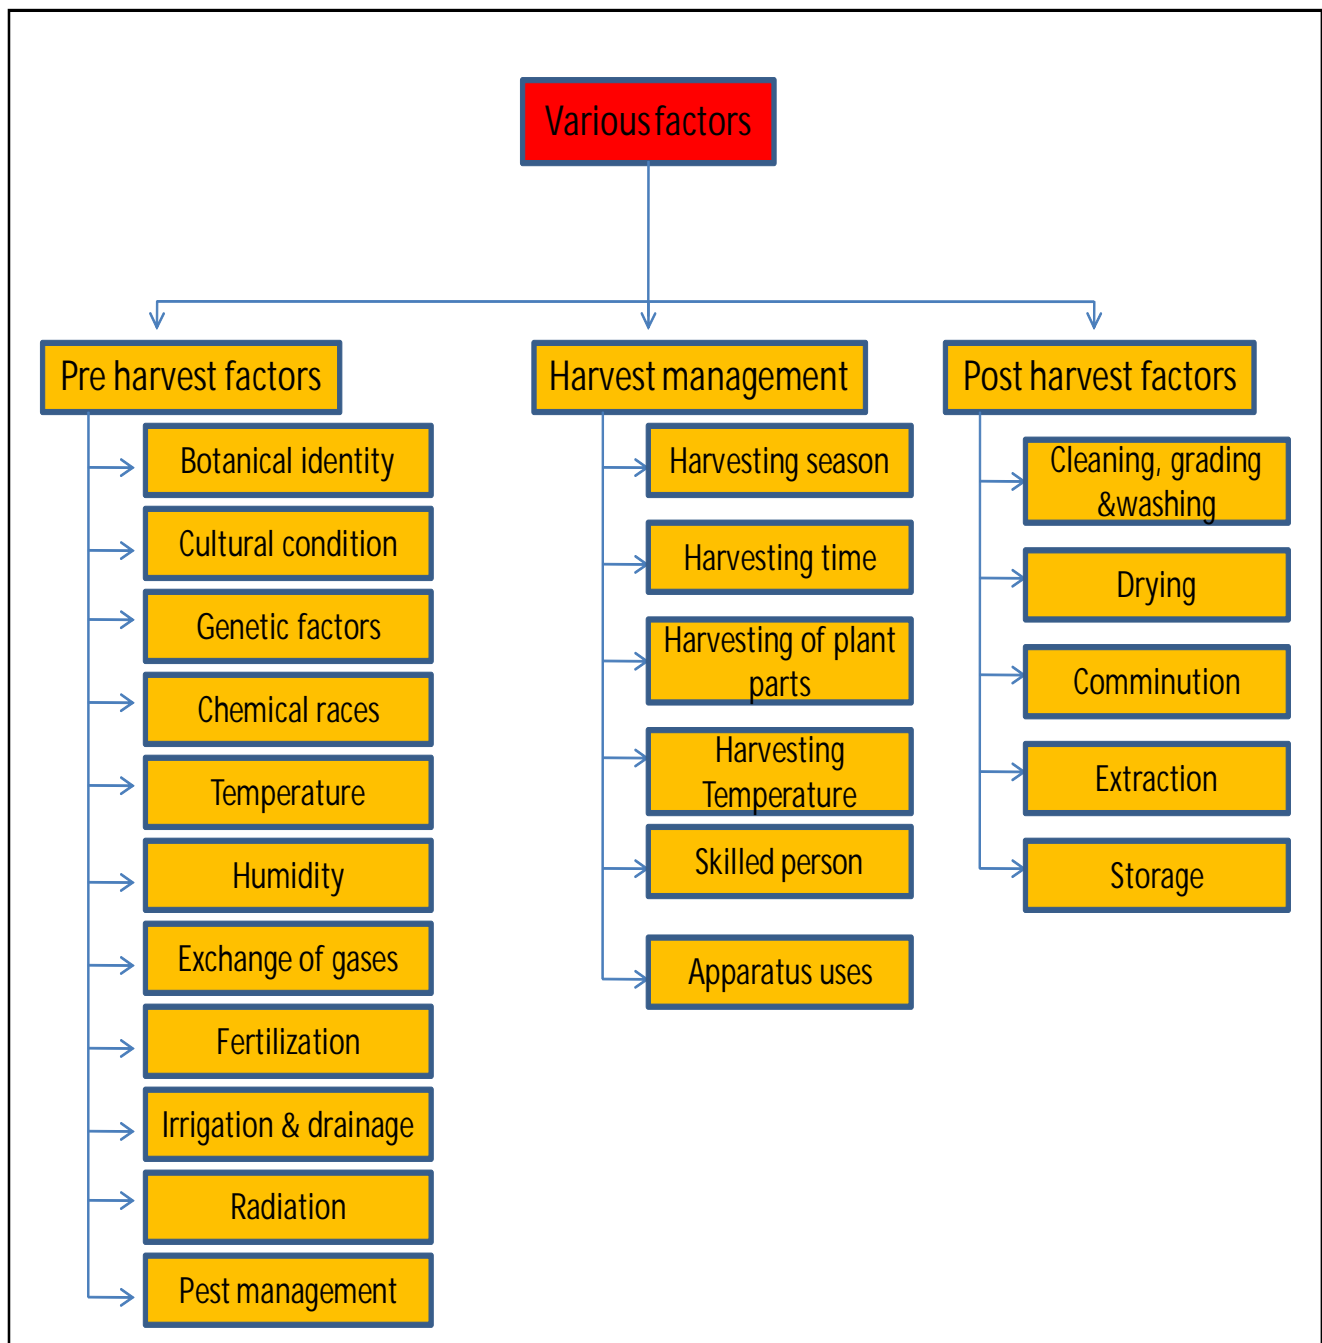 Various factors
Pre harvest factors
Botanical identity
Cultural condition
Genetic factors
Chemical races
Temperature
Humidity
Exchange of gases
Fertilization
Irrigation & drainage
Radiation
Pest management
Harvest management
Harvesting season
Harvesting time
Harvesting of plant
parts
Harvesting
Temperature
Skilled person
Apparatus uses
Post harvest factors
Cleaning, grading
&washing
Drying
Comminution
Extraction
Storage